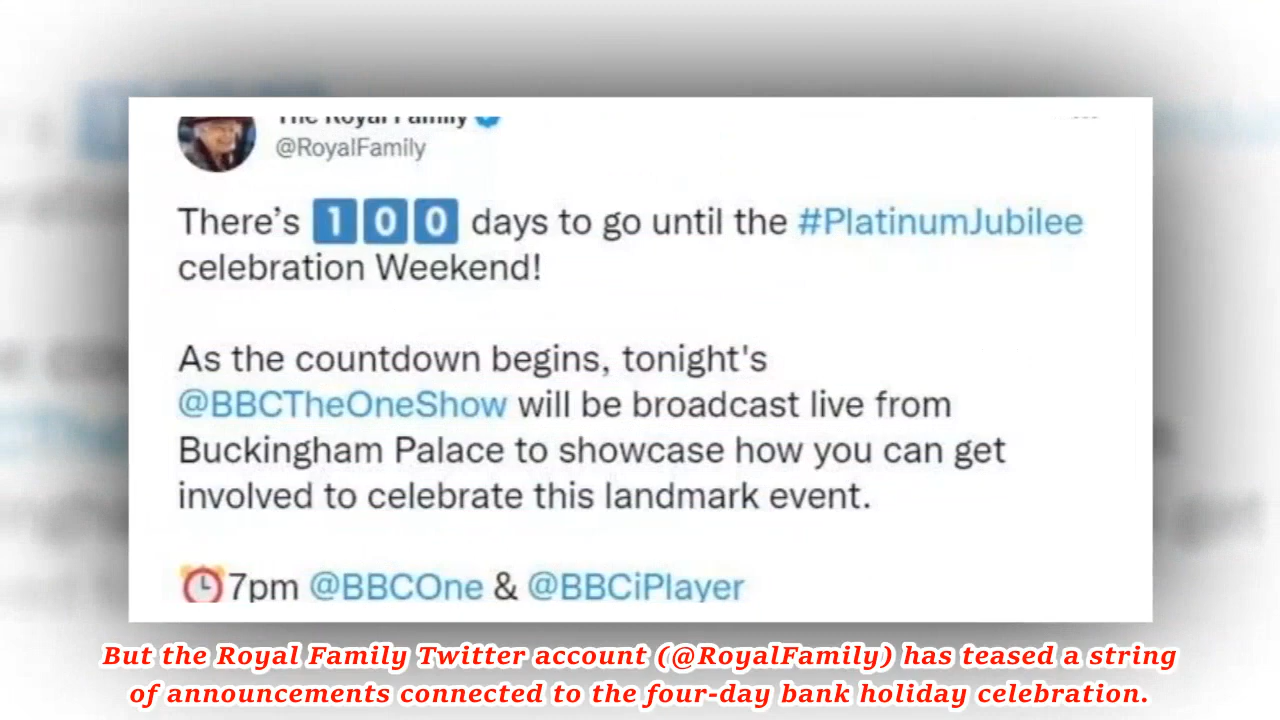 The Royal Family
@RoyalFamily
There's 100 days to go until the #PlatinumJubilee
celebration Weekend!
As the countdown begins, tonight's
@BBCTheOneShow will be broadcast live from
Buckingham Palace to showcase how you can get
involved to celebrate this landmark event.
7pm @BBCOne & @BBCiPlayer
But the Royal Family Twitter account (@RoyalFamily) has teased a string
of announcements connected to the four-day bank holiday celebration.